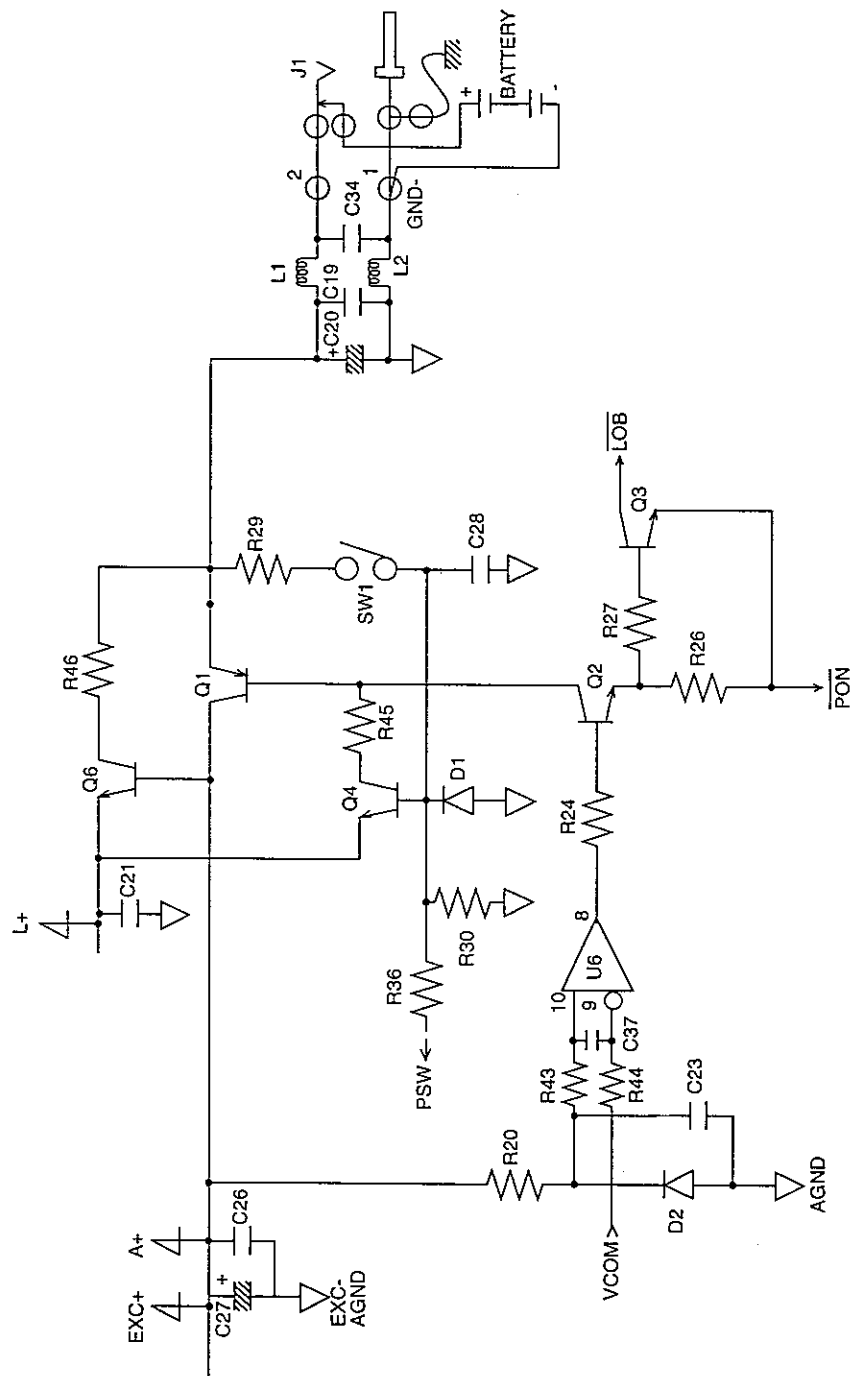 EXC+
A+
L+
C27
+
C26
EXC-
AGND
C21
Q6
R46
Q1
R29
SW1
C28
Q4
R45
D1
PSW
R36
R30
L1
+C20
C19
L2
C34
2
1
GND-
J1
+
BATTERY
-
R20
VCOM
D2
AGND
C23
R43
R44
C37
10
9
U6
8
R24
Q2
R27
R26
Q3
LOB
PON